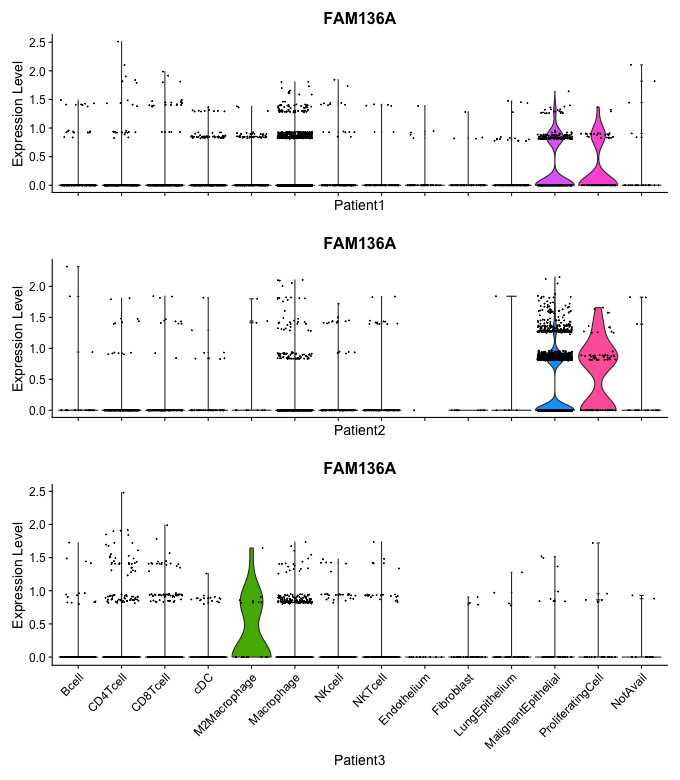 FAM136A
Expression Level
2.5
2.0
1.5
1.0
0.5
0.0
Patient1
FAM136A
Expression Level
2.0
1.5
1.0
0.5
0.0
Patient2
FAM136A
Expression Level
2.5
2.0
1.5
1.0
0.5
0.0
Bcell
CD4Tcell
CD8Tcell
cDC
M2Macrophage
Macrophage
NKcell
NKTcell
Endothelium
Fibroblast
LungEpithelium
MalignantEpithelial
ProliferatingCell
NotAvail
Patient3